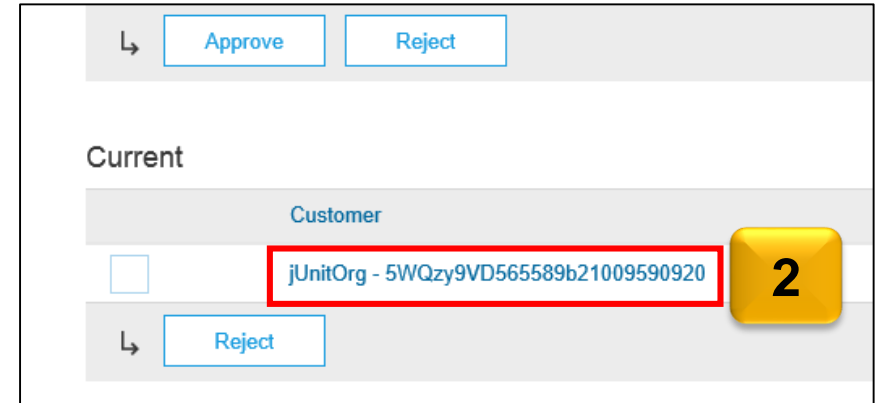 Approve Reject
Current
Customer
jUnitOrg - 5WQzy9VD565589b21009590920
2
Reject